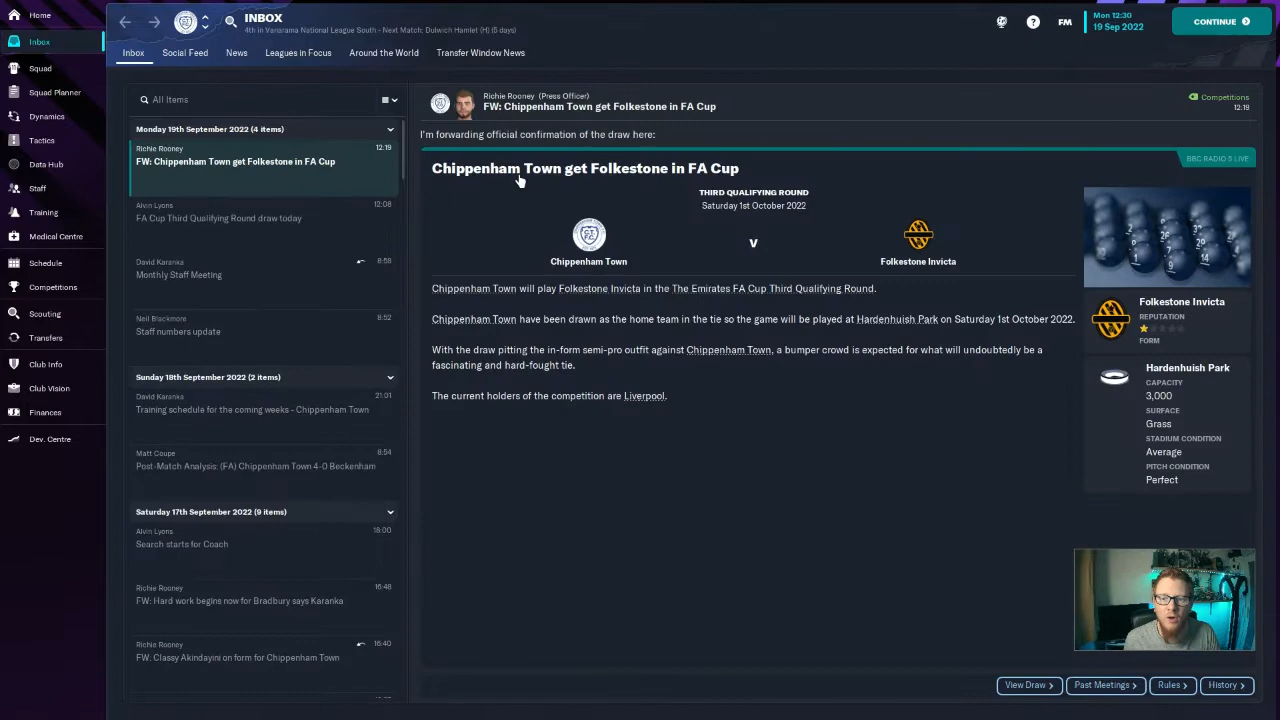 Home
Inbox
Squad
Squad Planner
Dynamics
Tactics
Data Hub
Staff
Training
Medical Centre
Schedule
Competitions
Scouting
Transfers
Club Info
Club Vision
Finances
Dev. Centre
INBOX
4th in Vanarama National League South - Next Match: Dulwich Hamlet (H) (5 days)
FM
Mon 12:30
19 Sep 2022
CONTINUE
Inbox Social Feed News Leagues in Focus Around the World Transfer Window News
All Items
Monday 19th September 2022 (4 items)
Richie Rooney 12:19
FW: Chippenham Town get Folkestone in FA Cup
Alvin Lyons 12:08
FA Cup Third Qualifying Round draw today
David Karanka 8:58
Monthly Staff Meeting
Neil Blackmore 8:52
Staff numbers update
Sunday 18th September 2022 (2 items)
David Karanka 21:01
Training schedule for the coming weeks - Chippenham Town
Matt Coupe 8:54
Post-Match Analysis: (FA) Chippenham Town 4-0 Beckenham
Saturday 17th September 2022 (9 items)
Alvin Lyons 18:00
Search starts for Coach
Richie Rooney 16:48
FW: Hard work begins now for Bradbury says Karanka
Richie Rooney 16:40
FW: Classy Akindayini on form for Chippenham Town
Richie Rooney (Press Officer)
FW: Chippenham Town get Folkestone in FA Cup
Competitions
12:19
I'm forwarding official confirmation of the draw here:
BBC RADIO 5 LIVE
Chippenham Town get Folkestone in FA Cup
THIRD QUALIFYING ROUND
Saturday 1st October 2022
v
Chippenham Town Folkestone Invicta
Chippenham Town will play Folkestone Invicta in the The Emirates FA Cup Third Qualifying Round.
Chippenham Town have been drawn as the home team in the tie so the game will be played at Hardenhuish Park on Saturday 1st October 2022.
With the draw pitting the in-form semi-pro outfit against Chippenham Town, a bumper crowd is expected for what will undoubtedly be a
fascinating and hard-fought tie.
The current holders of the competition are Liverpool.
Folkestone Invicta
REPUTATION
FORM
Hardenhuish Park
CAPACITY
3,000
SURFACE
Grass
STADIUM CONDITION
Average
PITCH CONDITION
Perfect
View Draw Past Meetings Rules History